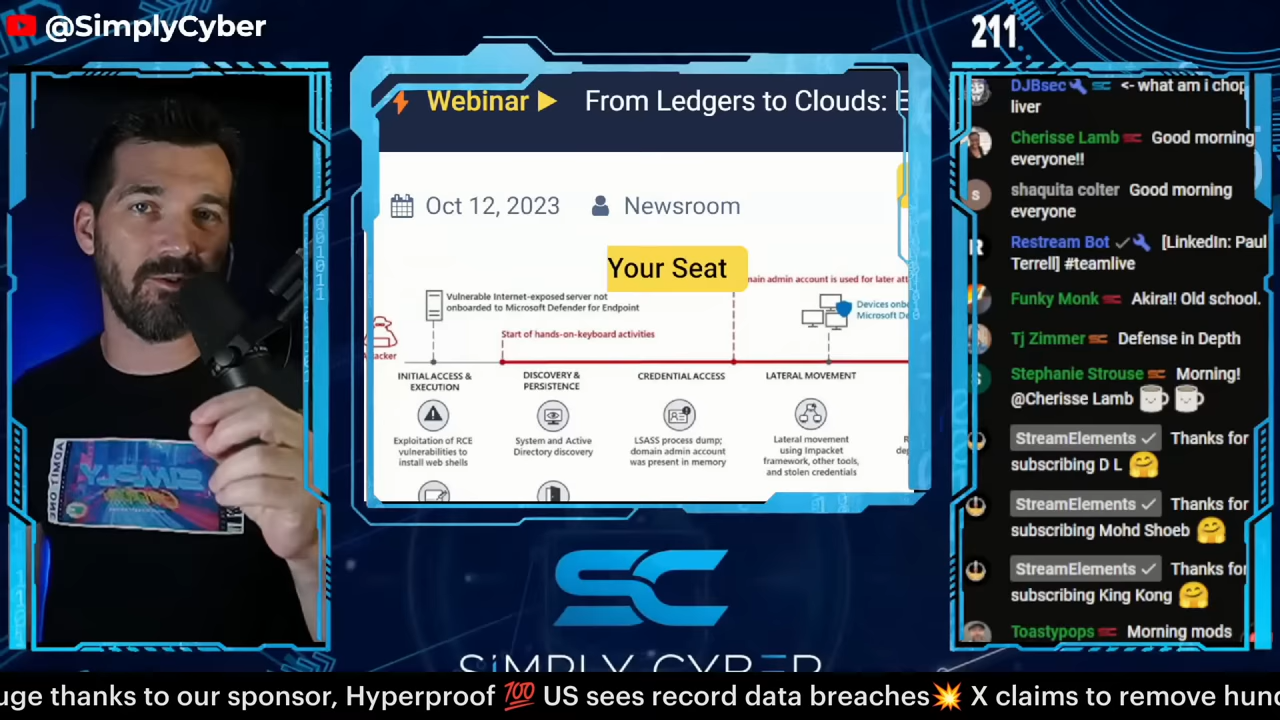 @SimplyCyber
211
Webinar From Ledgers to Clouds:
Oct 12, 2023 Newsroom
Your Seat
main admin account is used for later att
Vulnerable Internet-exposed server not
onboarded to Microsoft Defender for Endpoint
Devices onbo
Microsoft De
Start of hands-on-keyboard activities
INITIAL ACCESS &
EXECUTION
DISCOVERY &
PERSISTENCE
CREDENTIAL ACCESS
LATERAL MOVEMENT
Exploitation of RCE
vulnerabilities to
install web shells
System and Active
Directory discovery
LSASS process dump;
domain admin account
was present in memory
Lateral movement
using Impacket
framework, other tools,
and stolen credentials
ADMIT ONE
SC
SIMPLY CYBER
DJBsec <- what am i chop
liver
Cherisse Lamb Good morning
everyone!!
shaquita colter Good morning
everyone
Restream Bot [LinkedIn: Paul
Terrell] #teamlive
Funky Monk Akira!! Old school.
Tj Zimmer Defense in Depth
Stephanie Strouse Morning!
@Cherisse Lamb
StreamElements Thanks for
subscribing D L
StreamElements Thanks for
subscribing Mohd Shoeb
StreamElements Thanks for
subscribing King Kong
Toastypops Morning mods
uge thanks to our sponsor, Hyperproof 💯 US sees record data breaches💥 X claims to remove hund